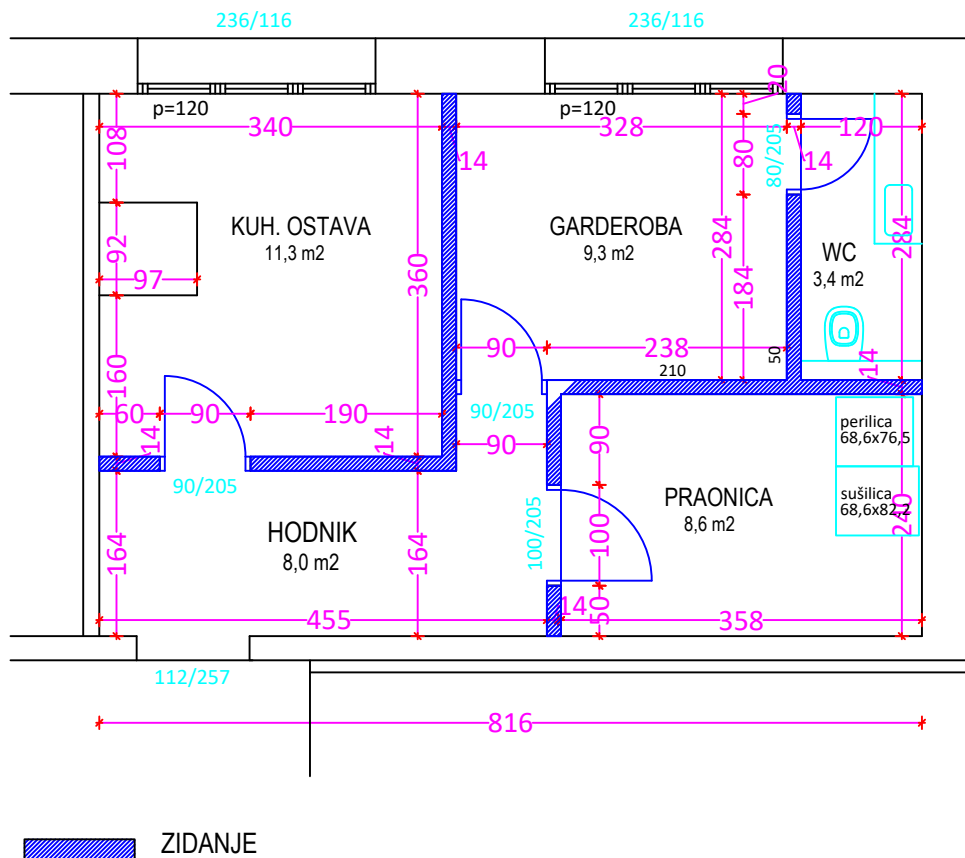 236/116
236/116
p=120
p=120
20
340
328
120
108
14
80
80/205
14
KUH. OSTAVA
11,3 m2
GARDEROBA
9,3 m2
WC
3,4 m2
92
97
360
284
184
284
160
90
238
50
210
14
60
90
190
90/205
90
14
14
90/205
90
perilica
68,6x76,5
sušilica
68,6x82,2
240
PRAONICA
8,6 m2
HODNIK
8,0 m2
100/205
100
164
164
455
14
50
358
112/257
816
ZIDANJE